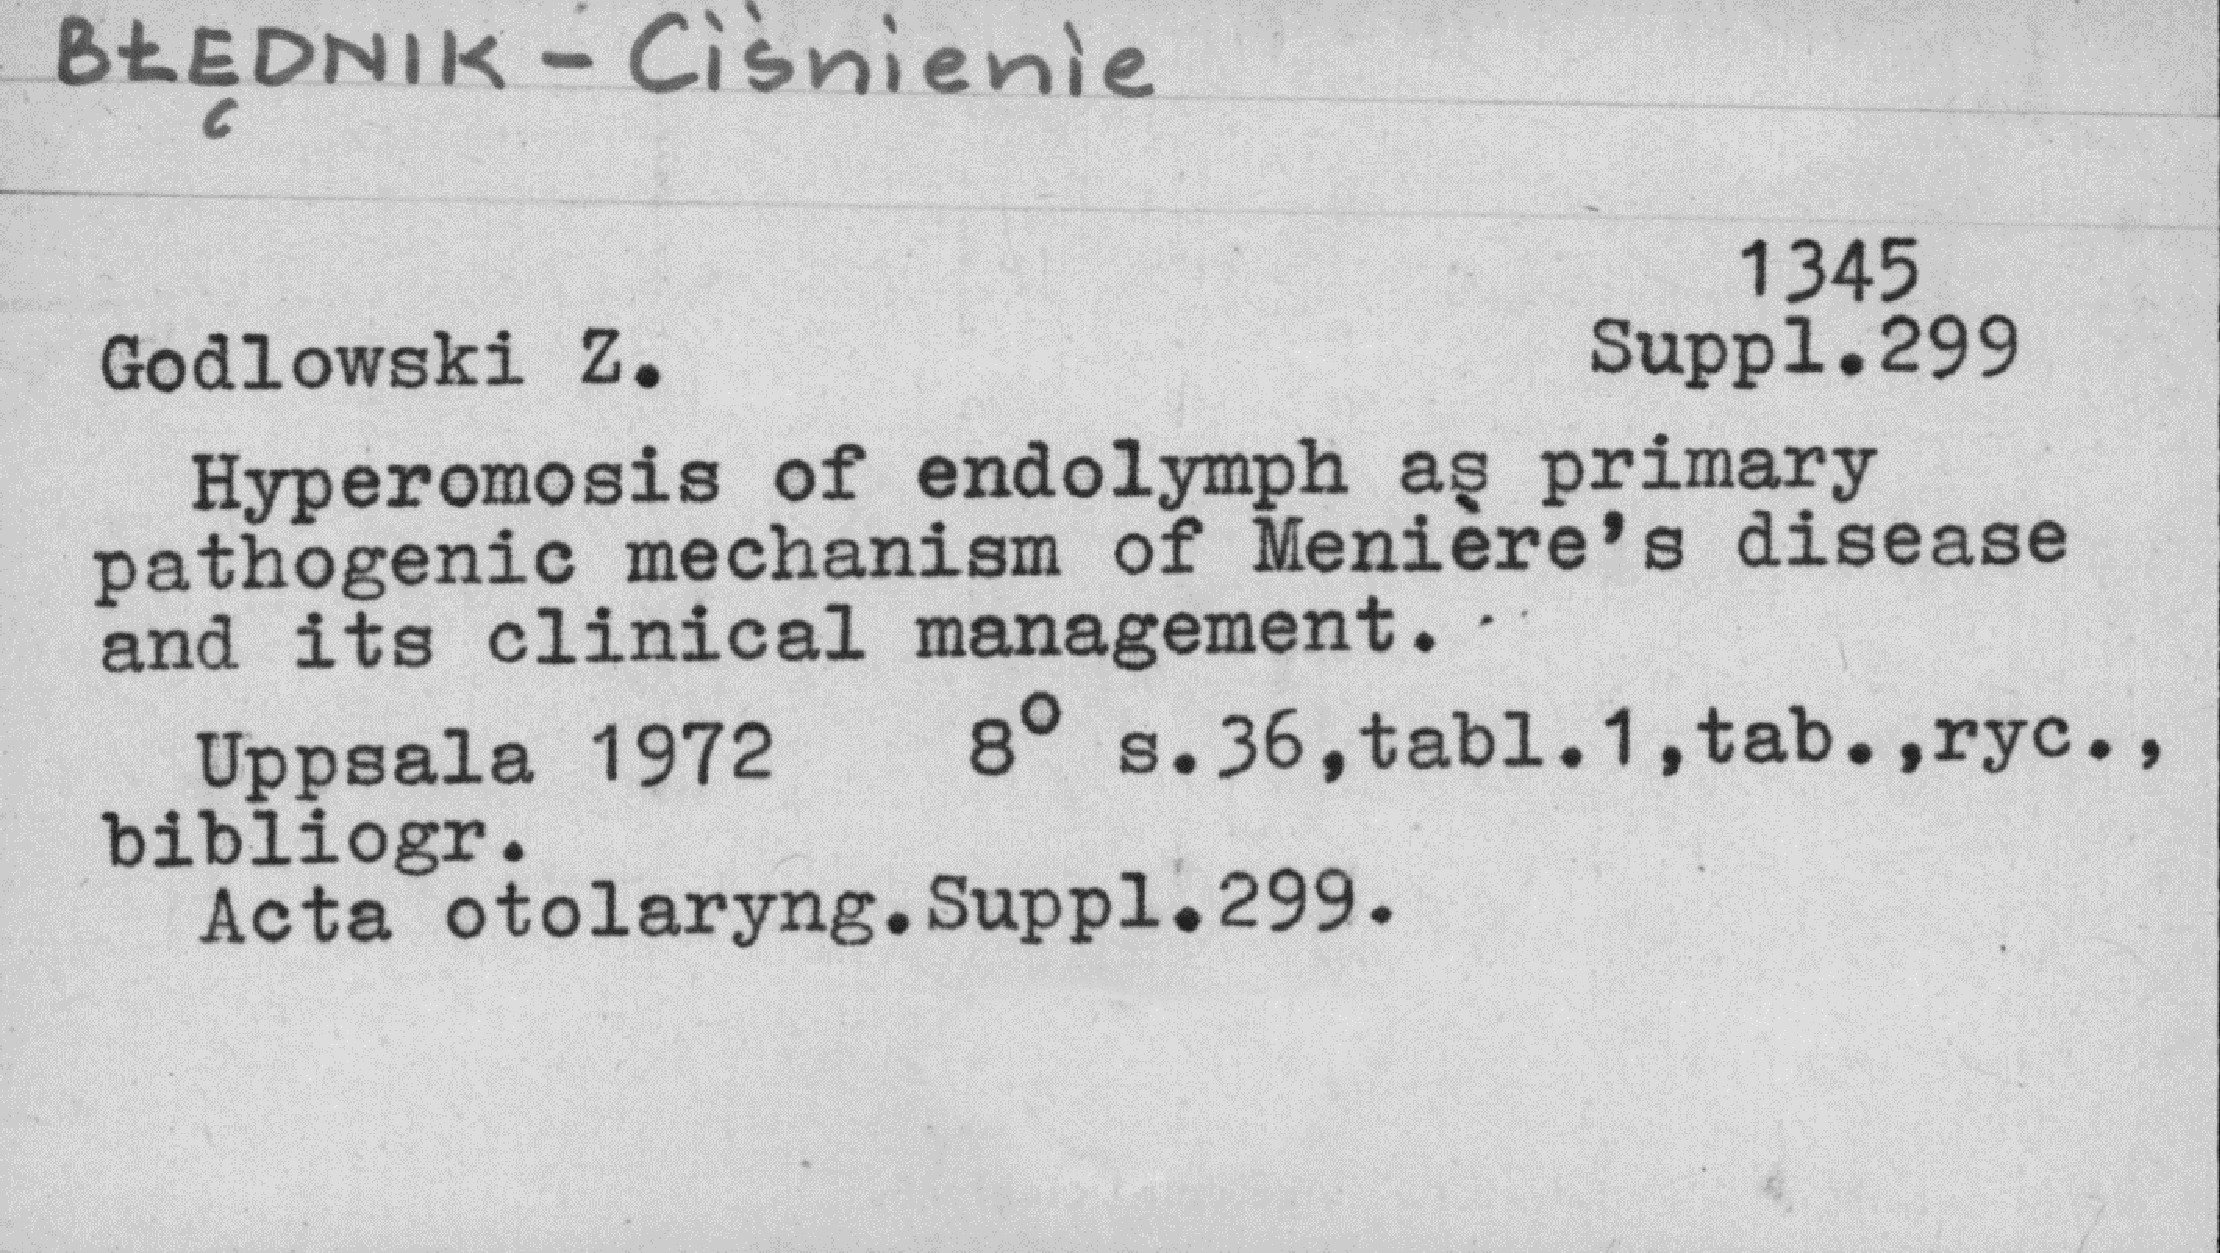 BŁĘDNIK - Ciśnienie
1345
Godlowski Z. Suppl.299
Hyperomosis of endolymph as primary
pathogenic mechanism of Menière's disease
and its clinical management.
Uppsala 1972 8° s.36,tabl.1,tab.,ryc.,
bibliogr.
Acta otolaryng.Suppl.299.